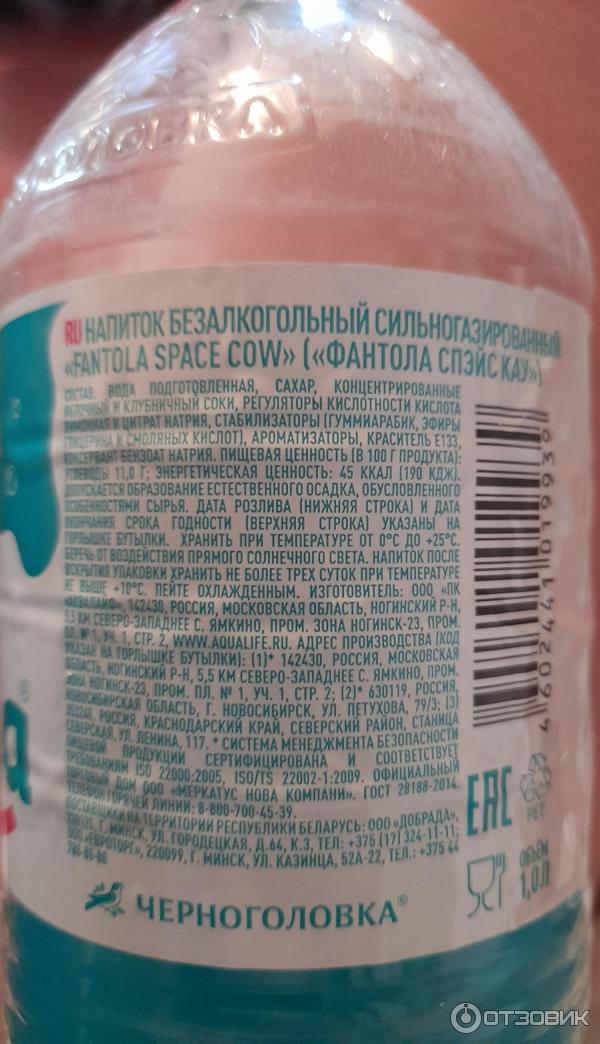 ГОЛОВКА
RU НАПИТОК БЕЗАЛКОГОЛЬНЫЙ СИЛЬНОГАЗИРОВАННЫЙ
«FANTOLA SPACE COW» («ФАНТОЛА СПЭЙС КАУ»)
СОСТАВ: ВОДА ПОДГОТОВЛЕННАЯ, САХАР, КОНЦЕНТРИРОВАННЫЕ
ЯБЛОЧНЫЙ И КЛУБНИЧНЫЙ СОКИ, РЕГУЛЯТОРЫ КИСЛОТНОСТИ КИСЛОТА
ЛИМОННАЯ И ЦИТРАТ НАТРИЯ, СТАБИЛИЗАТОРЫ (ГУММИАРАБИК, ЭФИРЫ
ГЛИЦЕРИНА И СМОЛЯНЫХ КИСЛОТ), АРОМАТИЗАТОРЫ, КРАСИТЕЛЬ Е133,
КОНСЕРВАНТ БЕНЗОАТ НАТРИЯ. ПИЩЕВАЯ ЦЕННОСТЬ (В 100 Г ПРОДУКТА):
УГЛЕВОДЫ 11,0 Г; ЭНЕРГЕТИЧЕСКАЯ ЦЕННОСТЬ: 45 ККАЛ (190 КДЖ).
ДОПУСКАЕТСЯ ОБРАЗОВАНИЕ ЕСТЕСТВЕННОГО ОСАДКА, ОБУСЛОВЛЕННОГО
ОСОБЕННОСТЯМИ СЫРЬЯ. ДАТА РОЗЛИВА (НИЖНЯЯ СТРОКА) И ДАТА
ОКОНЧАНИЯ СРОКА ГОДНОСТИ (ВЕРХНЯЯ СТРОКА) УКАЗАНЫ НА
ГОРЛЫШКЕ БУТЫЛКИ. ХРАНИТЬ ПРИ ТЕМПЕРАТУРЕ ОТ 0°С ДО +25°С.
БЕРЕЧЬ ОТ ВОЗДЕЙСТВИЯ ПРЯМОГО СОЛНЕЧНОГО СВЕТА. НАПИТОК ПОСЛЕ
ВСКРЫТИЯ УПАКОВКИ ХРАНИТЬ НЕ БОЛЕЕ ТРЕХ СУТОК ПРИ ТЕМПЕРАТУРЕ
НЕ ВЫШЕ +10°С. ПЕЙТЕ ОХЛАЖДЕННЫМ. ИЗГОТОВИТЕЛЬ: ООО «ПК
«АКВАЛАЙФ», 142430, РОССИЯ, МОСКОВСКАЯ ОБЛАСТЬ, НОГИНСКИЙ Р-Н,
5,5 КМ СЕВЕРО-ЗАПАДНЕЕ С. ЯМКИНО, ПРОМ. ЗОНА НОГИНСК-23, ПРОМ.
ПЛ. № 1, УЧ. 1, СТР. 2, WWW.AQUALIFE.RU. АДРЕС ПРОИЗВОДСТВА (КОД
УКАЗАН НА ГОРЛЫШКЕ БУТЫЛКИ): (1)* 142430, РОССИЯ, МОСКОВСКАЯ
ОБЛАСТЬ, НОГИНСКИЙ Р-Н, 5,5 КМ СЕВЕРО-ЗАПАДНЕЕ С. ЯМКИНО, ПРОМ.
ЗОНА НОГИНСК-23, ПРОМ. ПЛ. № 1, УЧ. 1, СТР. 2; (2)* 630119, РОССИЯ,
НОВОСИБИРСКАЯ ОБЛАСТЬ, Г. НОВОСИБИРСК, УЛ. ПЕТУХОВА, 79/3; (3)
353240, РОССИЯ, КРАСНОДАРСКИЙ КРАЙ, СЕВЕРСКИЙ РАЙОН, СТАНИЦА
СЕВЕРСКАЯ, УЛ. ЛЕНИНА, 117. * СИСТЕМА МЕНЕДЖМЕНТА БЕЗОПАСНОСТИ
ПИЩЕВОЙ ПРОДУКЦИИ СЕРТИФИЦИРОВАНА И СООТВЕТСТВУЕТ
ТРЕБОВАНИЯМ ISO 22000:2005, ISO/TS 22002-1:2009. ОФИЦИАЛЬНЫЙ
ТОРГОВЫЙ ДОМ ООО «МЕРКАТУС НОВА КОМПАНИ». ГОСТ 28188-2014.
ТЕЛЕФОН ГОРЯЧЕЙ ЛИНИИ: 8-800-700-45-39.
ПОСТАВЩИКИ НА ТЕРРИТОРИИ РЕСПУБЛИКИ БЕЛАРУСЬ: ООО «ДОБРАДА»,
Г. МИНСК, УЛ. ГОРОДЕЦКАЯ, Д.64, К.3, ТЕЛ.: +375 (17) 324-11-11;
ООО «ЕВРОТОРГ», 220099, Г. МИНСК, УЛ. КАЗИНЦА, 52А-22, ТЕЛ.: +375 44
788-88-80
4 602441 019939
EAC
PET
ОБЪЕМ
1,0 Л
ЧЕРНОГОЛОВКА®
a®
ОТЗОВИК